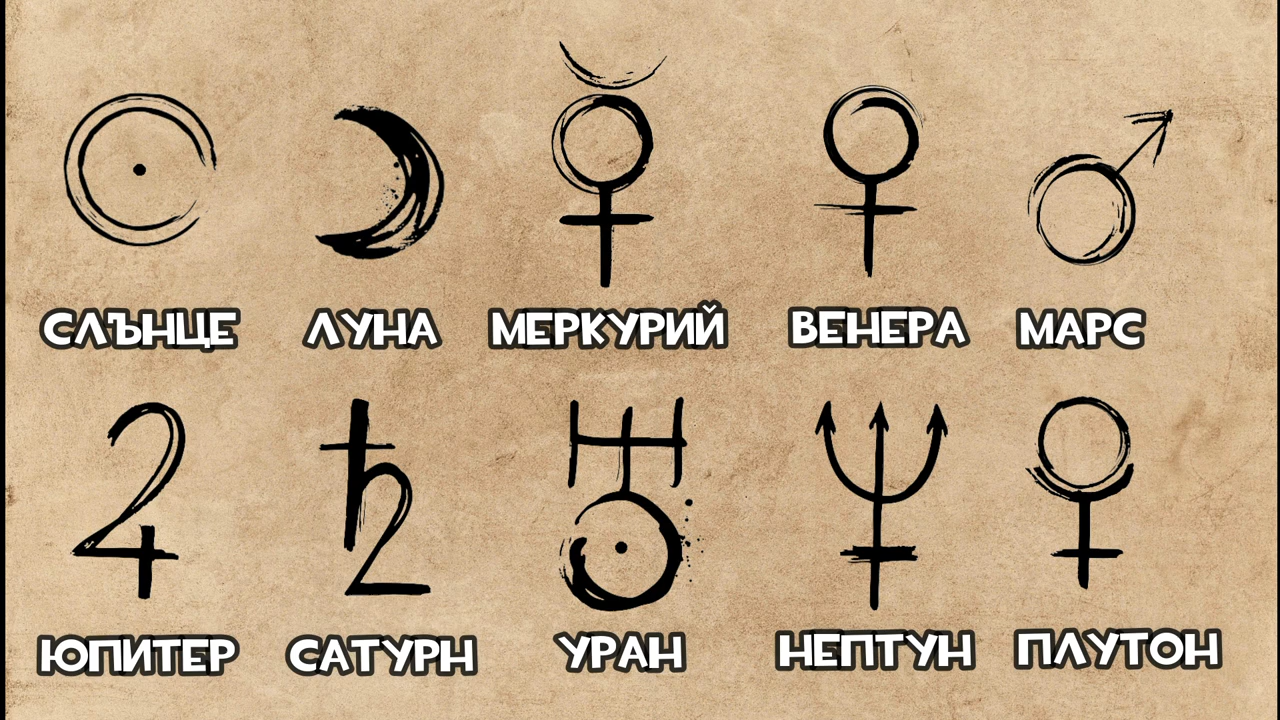 СЛЪНЦЕ ЛУНА МЕРКУРИЙ ВЕНЕРА МАРС
ЮПИТЕР САТУРН УРАН НЕПТУН ПЛУТОН